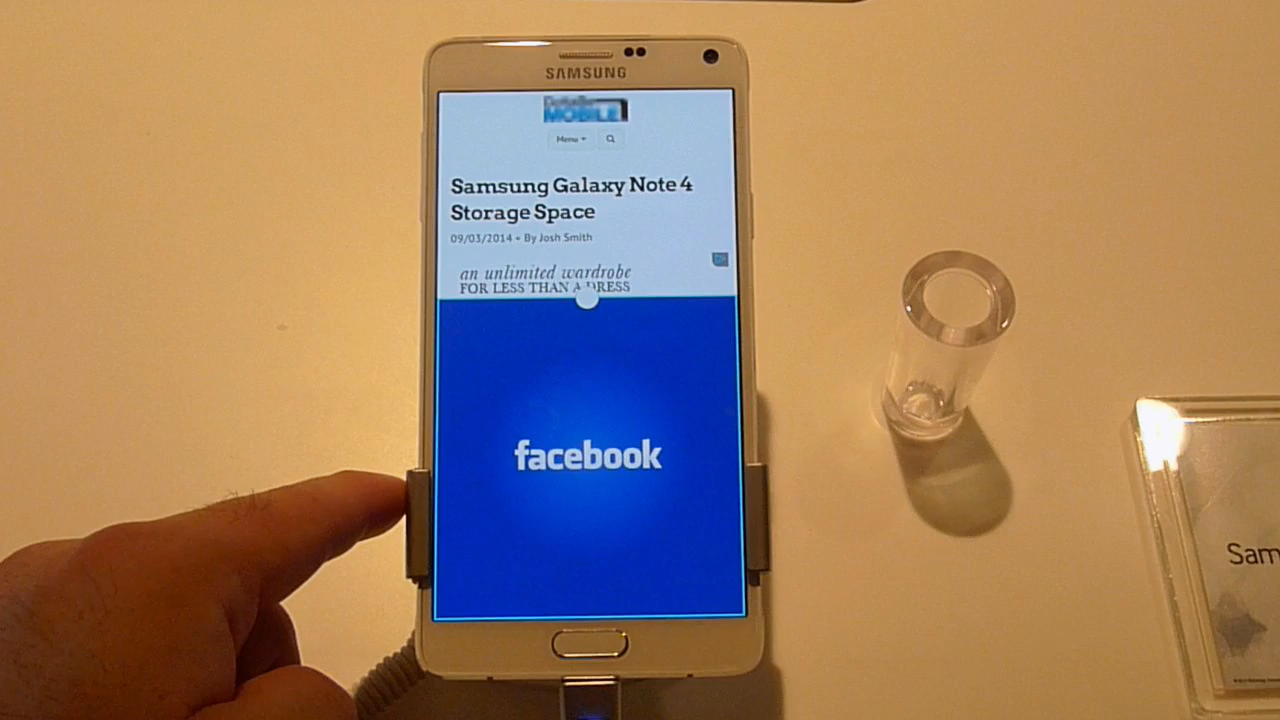 SAMSUNG
MOBILE
Menu
Samsung Galaxy Note 4
Storage Space
09/03/2014 • By Josh Smith
an unlimited wardrobe
FOR LESS THAN A DRESS
facebook
Sam